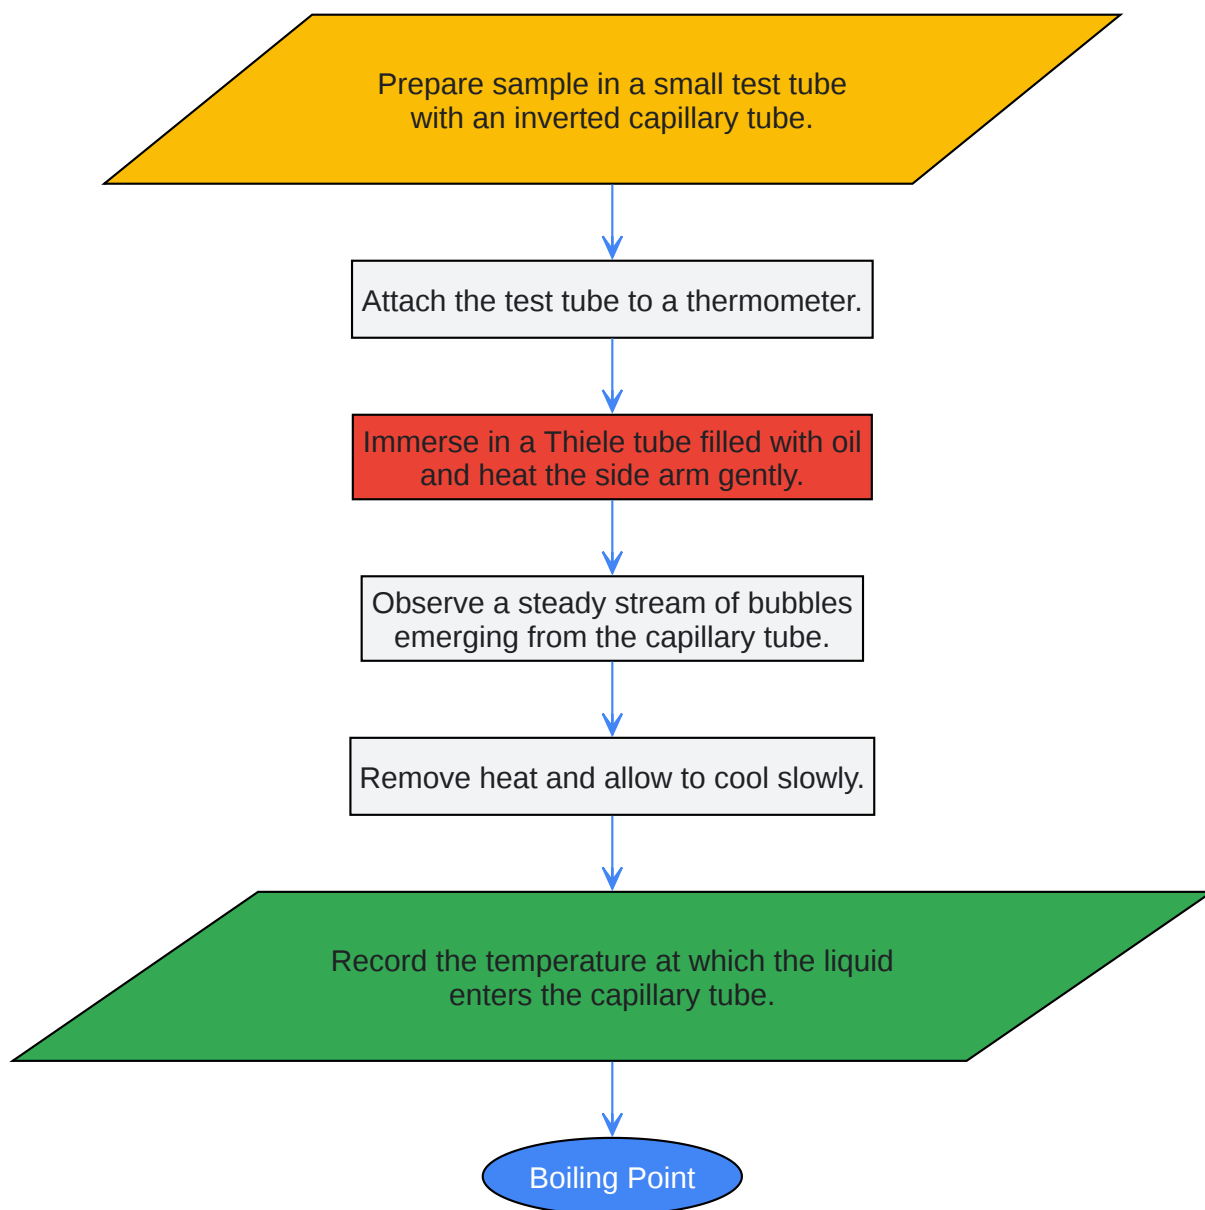 Prepare sample in a small test tube
with an inverted capillary tube.
Attach the test tube to a thermometer.
Immerse in a Thiele tube filled with oil
and heat the side arm gently.
Observe a steady stream of bubbles
emerging from the capillary tube.
Remove heat and allow to cool slowly.
Record the temperature at which the liquid
enters the capillary tube.
Boiling Point